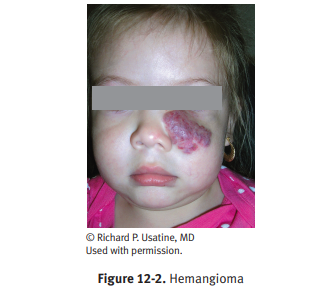 © Richard P. Usatine, MD
Used with permission.
Figure 12-2. Hemangioma